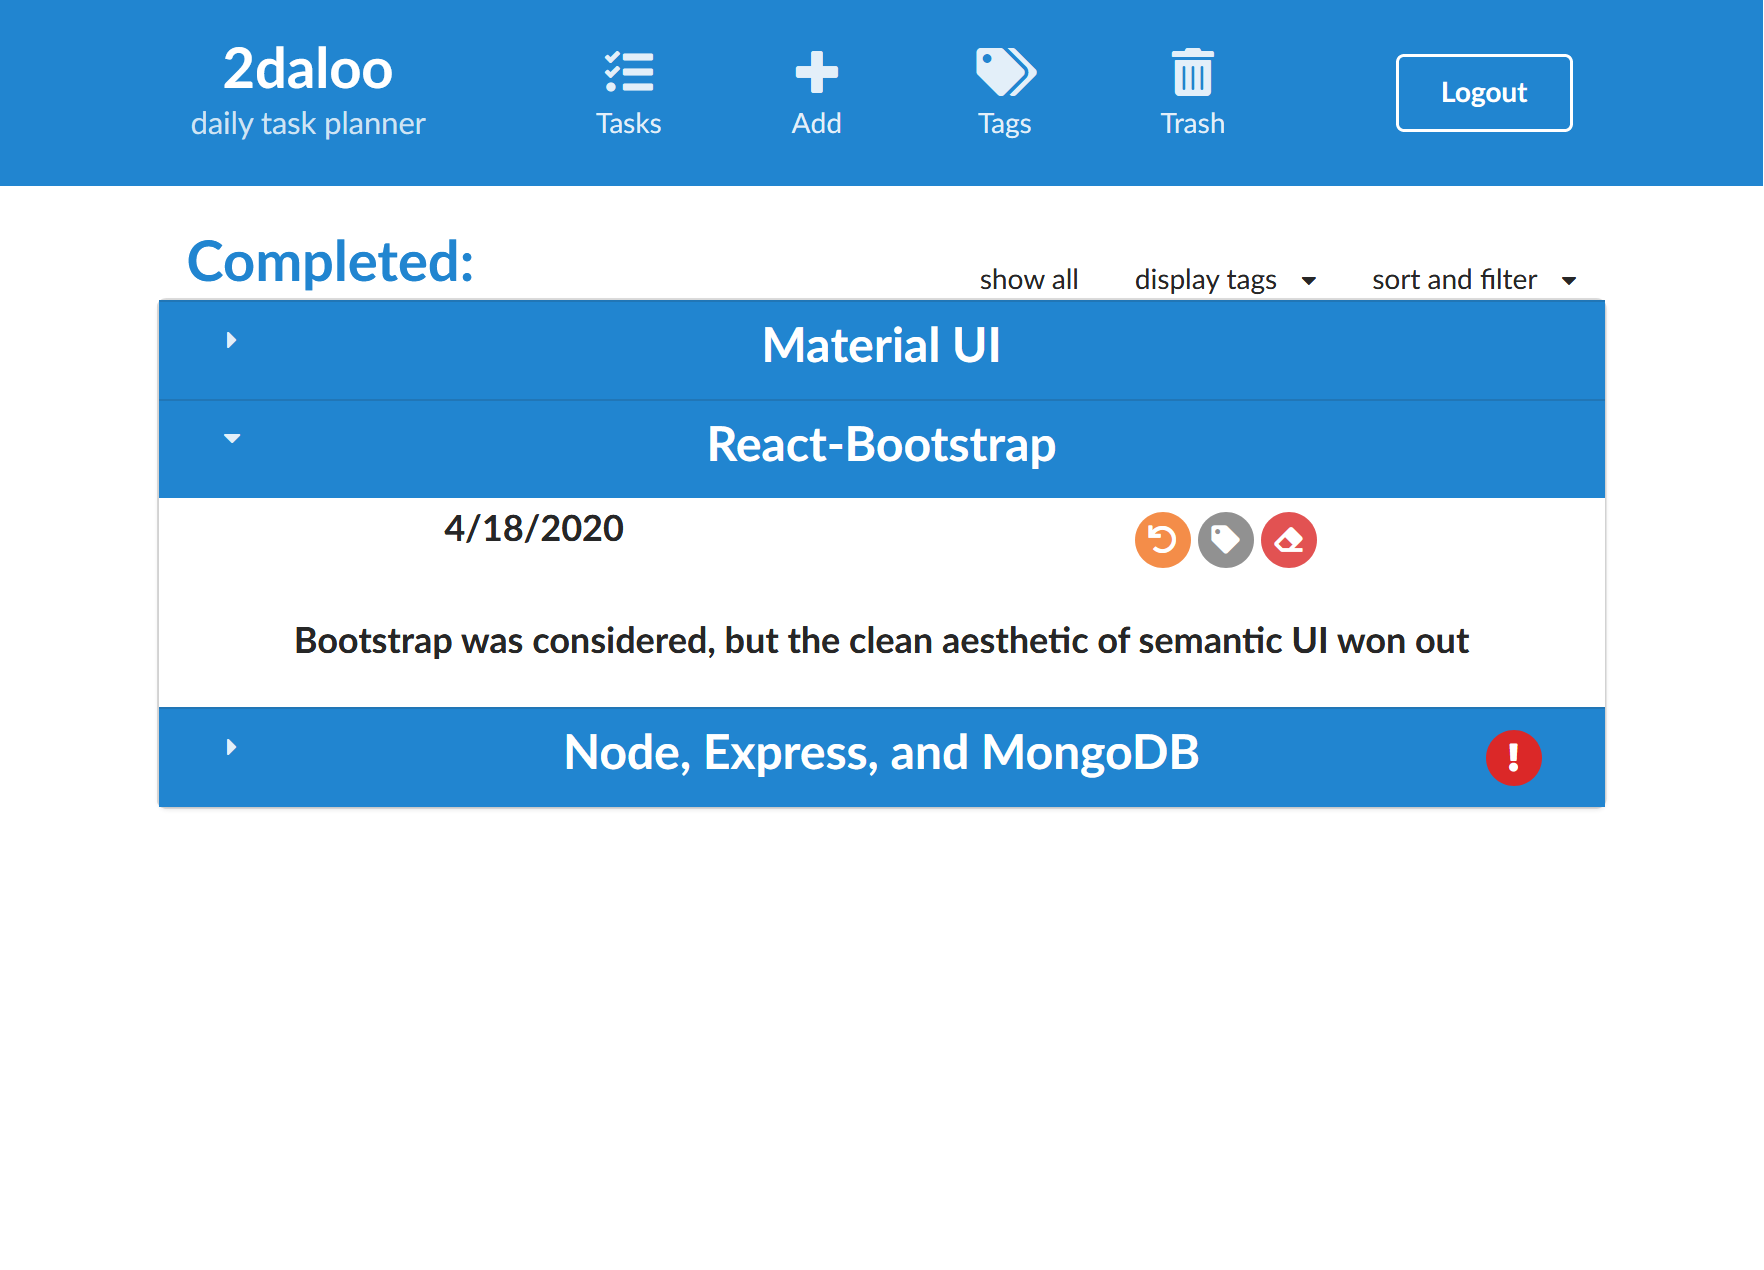 2daloo
daily task planner
Tasks
Add
Tags
Trash
Logout
Completed:
show all
display tags
sort and filter
Material UI
React-Bootstrap
4/18/2020
Bootstrap was considered, but the clean aesthetic of semantic UI won out
Node, Express, and MongoDB